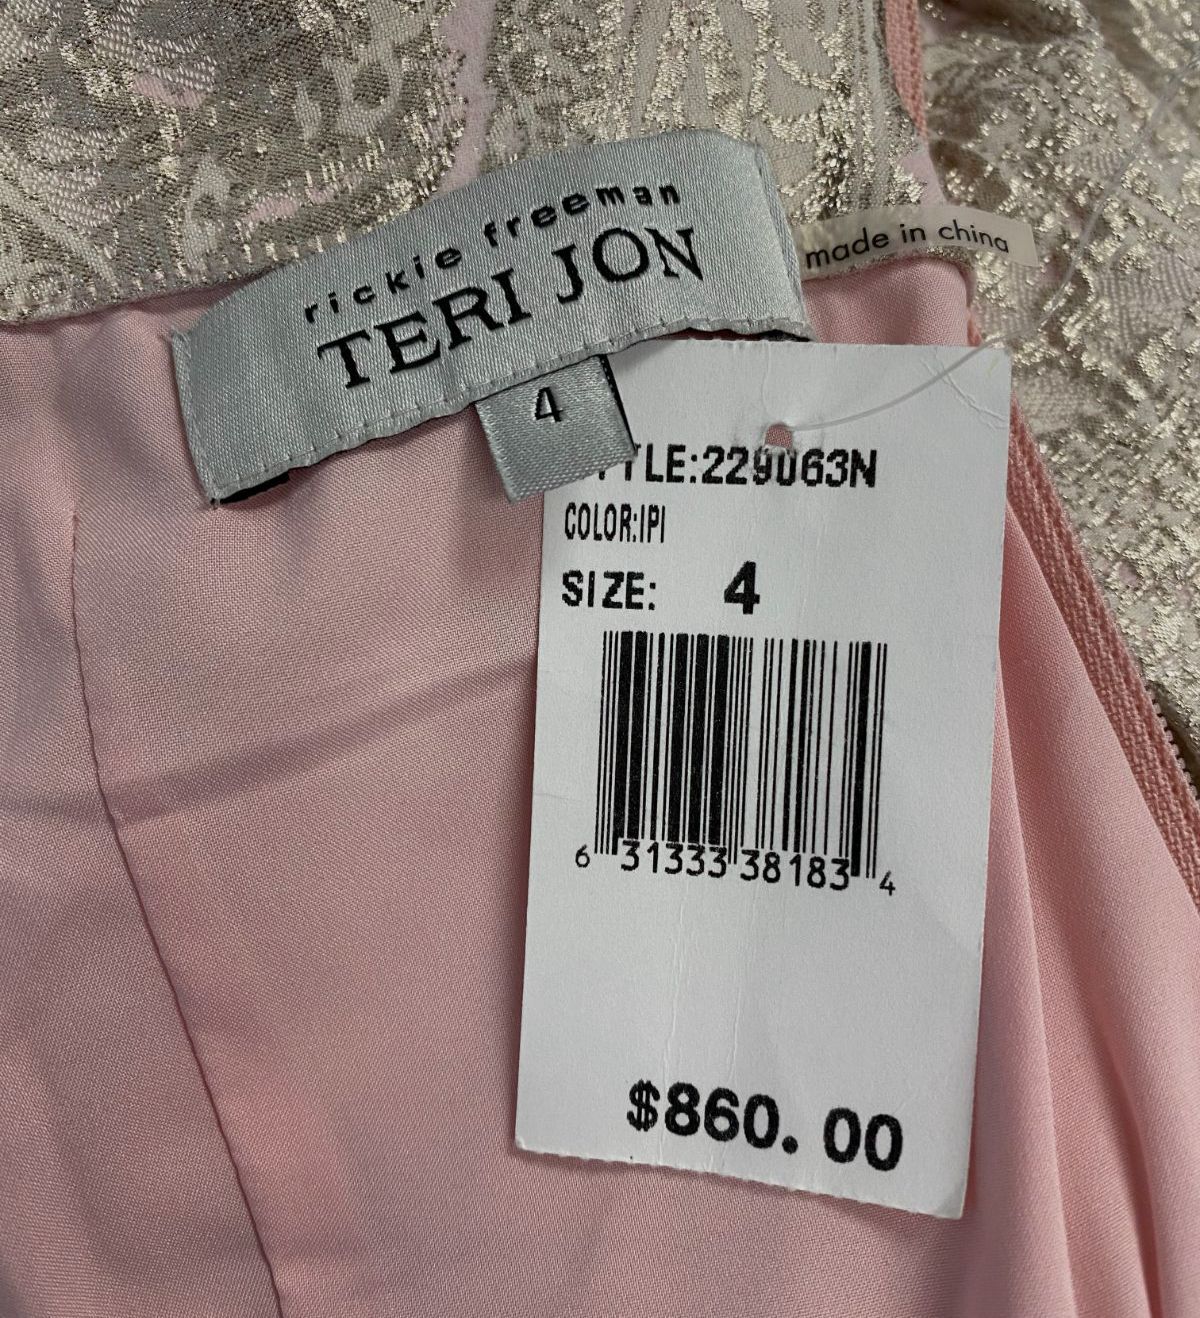 rickie freeman
TERI JON
4
made in china
STYLE:229063N
COLOR:IPI
SIZE: 4
6 31333 38183 4
$860.00